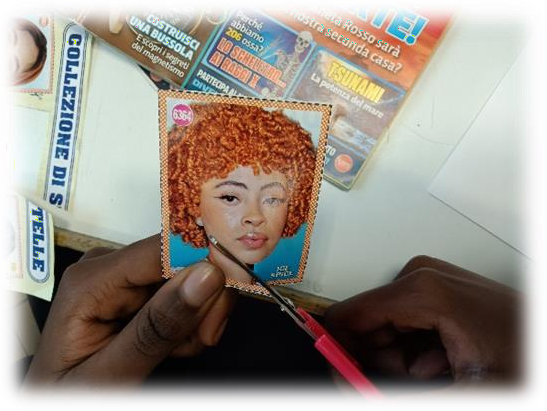 COSTRUISCI
UNA BUSSOLA
E scopri i segreti
del magnetismo
Perché
abbiamo
206 ossa?
LO SCHELETRO...
AI RAGGI X
PARTECIPA AL
TE!
Rosso sarà
nostra seconda casa?
TSUNAMI
La potenza del mare
COLLEZIONE DI S
TELLE
6364
ICE
SPICE